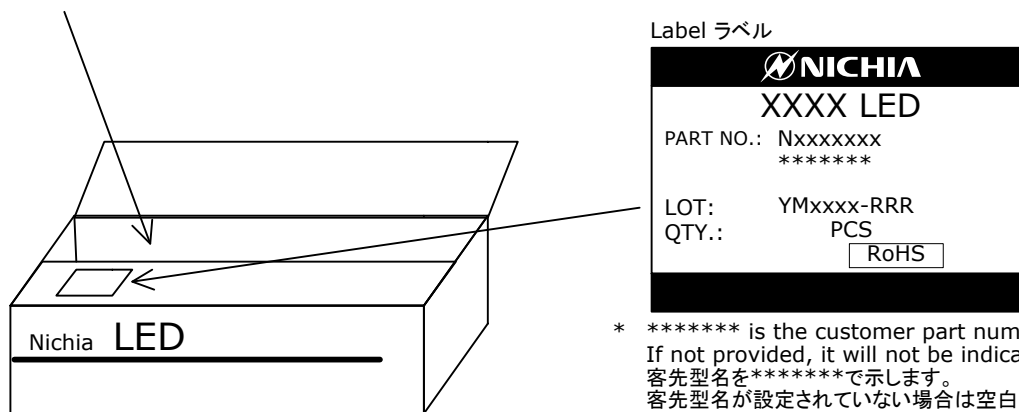 Label ラベル
NICHIA
XXXX LED
PART NO.: Nxxxxxxx
*******
LOT: YMxxxx-RRR
QTY.: PCS
RoHS
Nichia LED
* ******* is the customer part
If not provided, it will not be
客先型名を*******で示します。
客先型名が設定されていない場合は空白